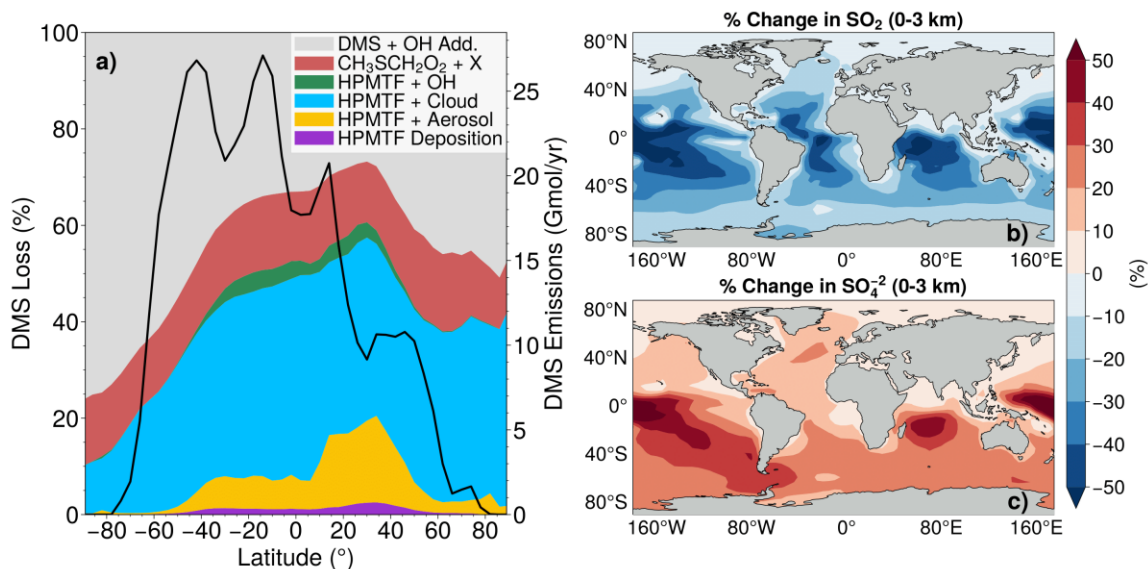 a)
DMS + OH Add.
CH₃SCH₂O₂ + X
HPMTF + OH
HPMTF + Cloud
HPMTF + Aerosol
HPMTF Deposition
DMS Loss (%)
100
80
60
40
20
0
−80 −60 −40 −20 0 20 40 60 80
Latitude (°)
25
20
15
10
5
0
DMS Emissions (Gmol/yr)
% Change in SO₂ (0-3 km)
80°N
40°N
0°
40°S
80°S
b)
160°W 80°W 0° 80°E 160°E
% Change in SO₄⁻² (0-3 km)
80°N
40°N
0°
40°S
80°S
c)
160°W 80°W 0° 80°E 160°E
50
40
30
20
10
0
−10
−20
−30
−40
−50
(%)